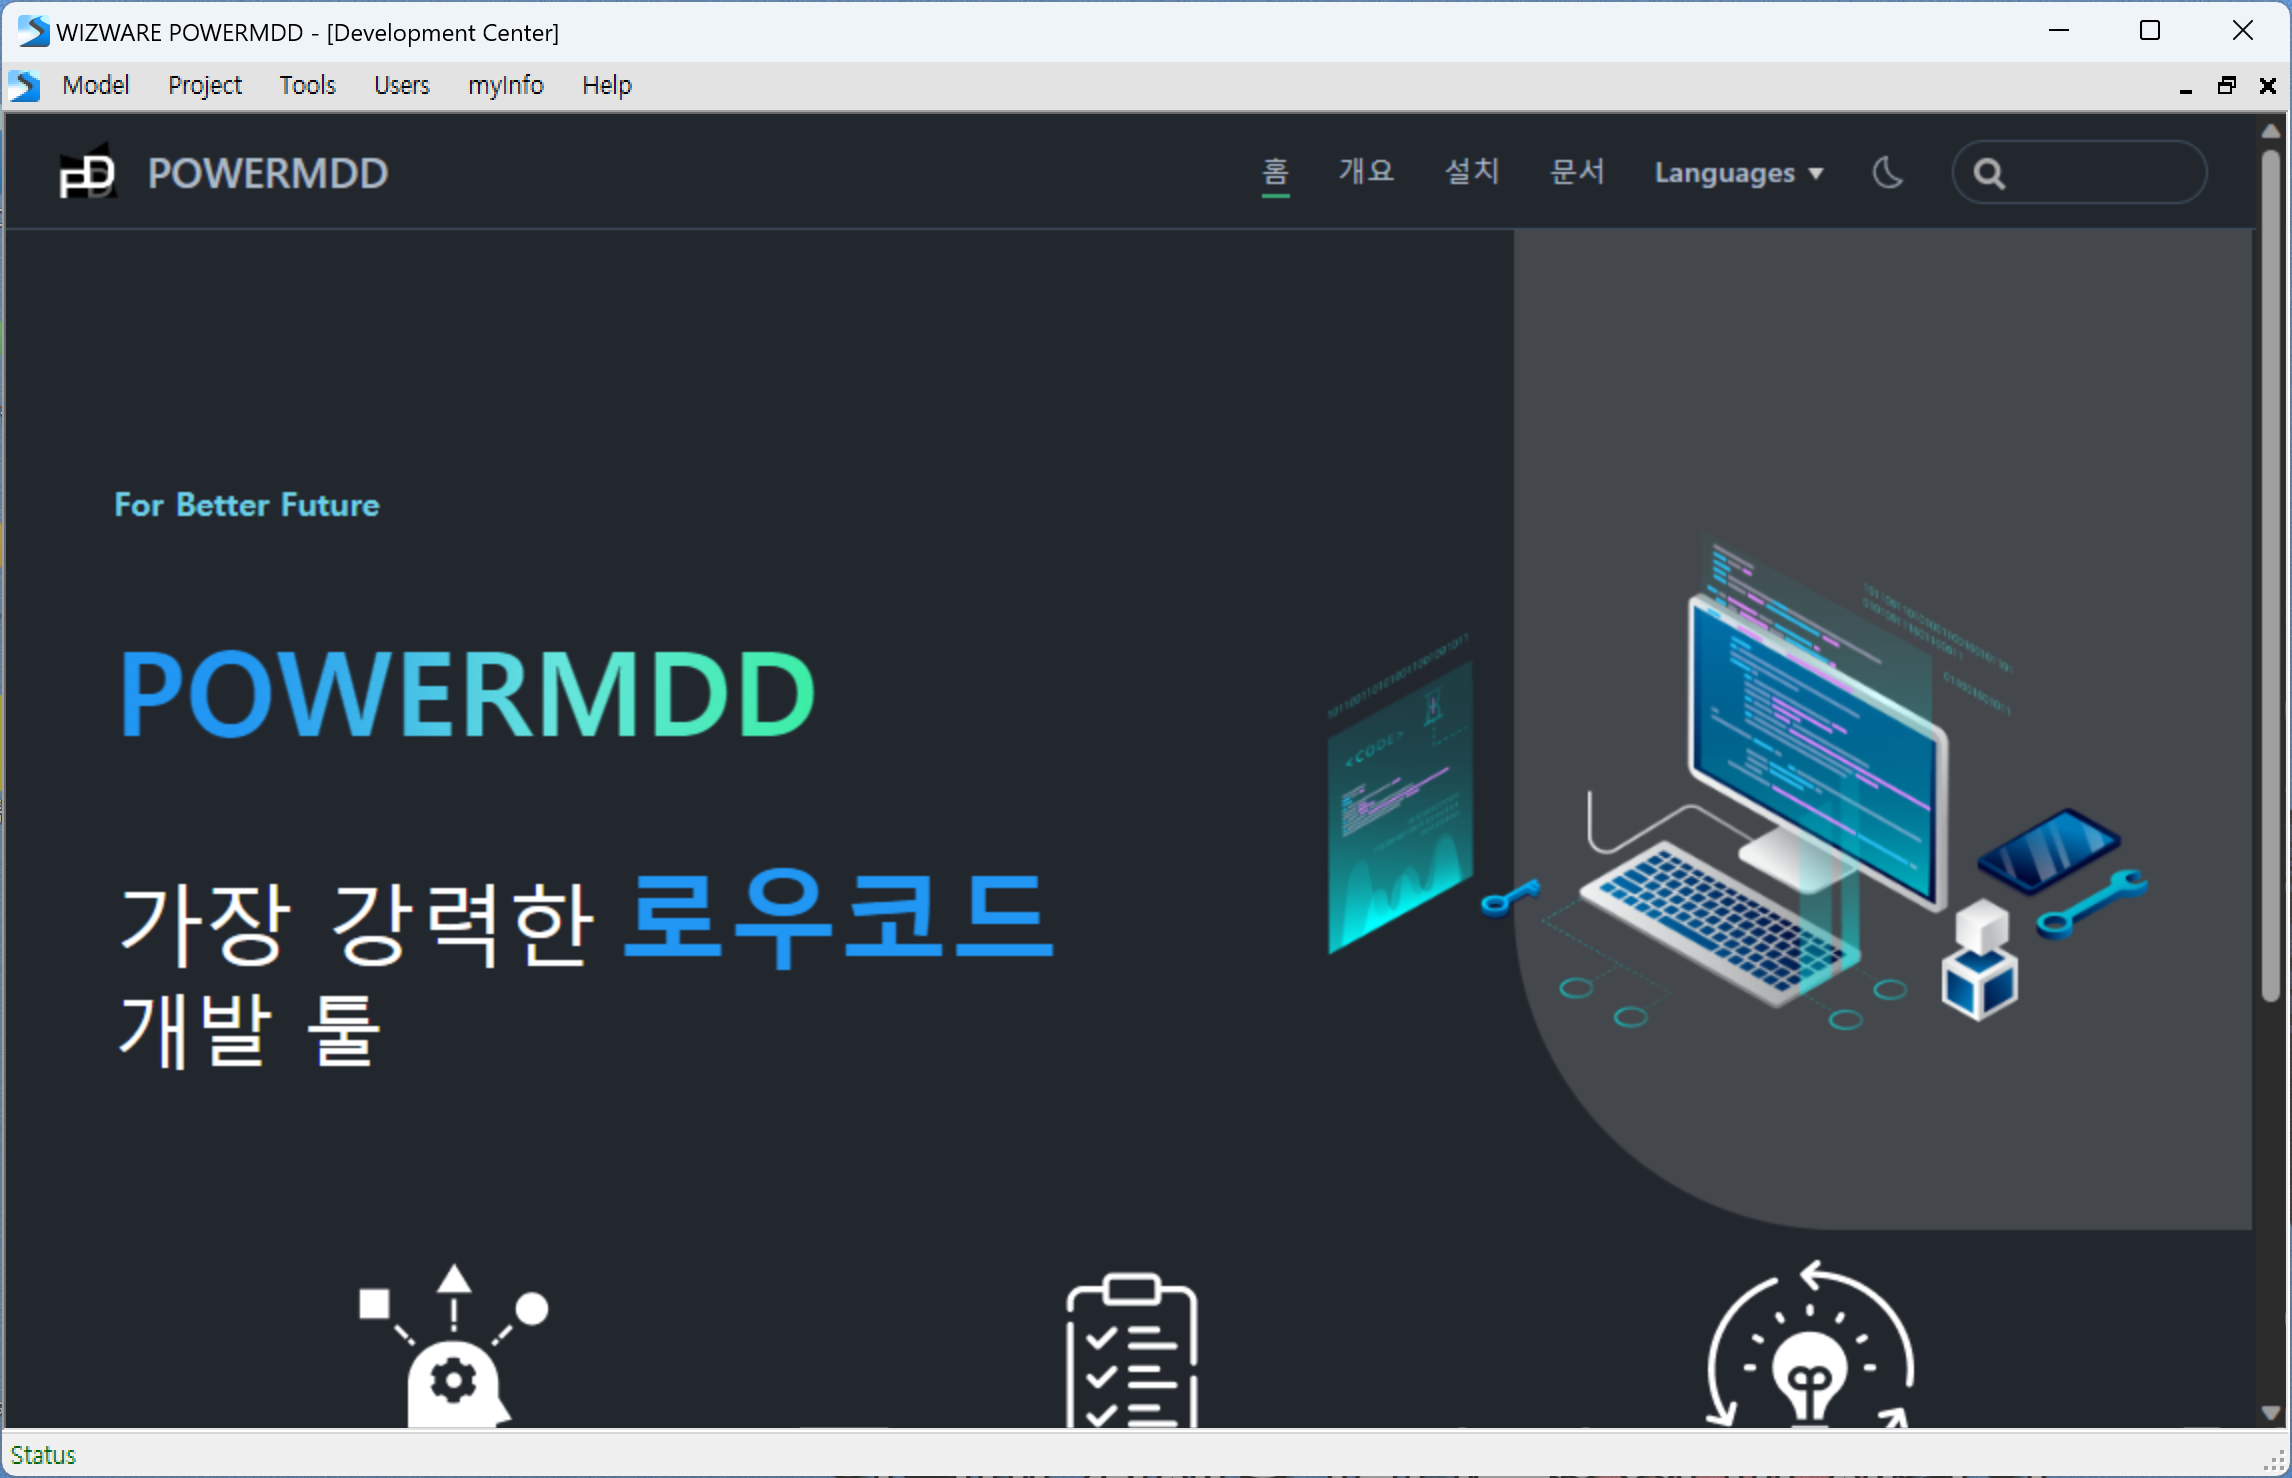 WIZWARE POWERMDD - [Development Center]
Model Project Tools Users myInfo Help
POWERMDD 홈 개요 설치 문서 Languages ▼
For Better Future
POWERMDD
가장 강력한 로우코드
개발 툴
<CODE>
Status